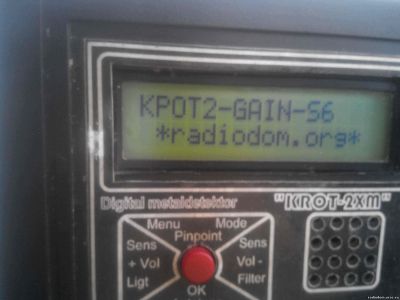 KPOT2-GAIN-S6
*radiodom.org*
Digital metaldetektor
"KROT-2XM"
Menu
Mode
Pinpoint
Sens
+ Vol
Sens
Vol -
Ligt
OK
Filter